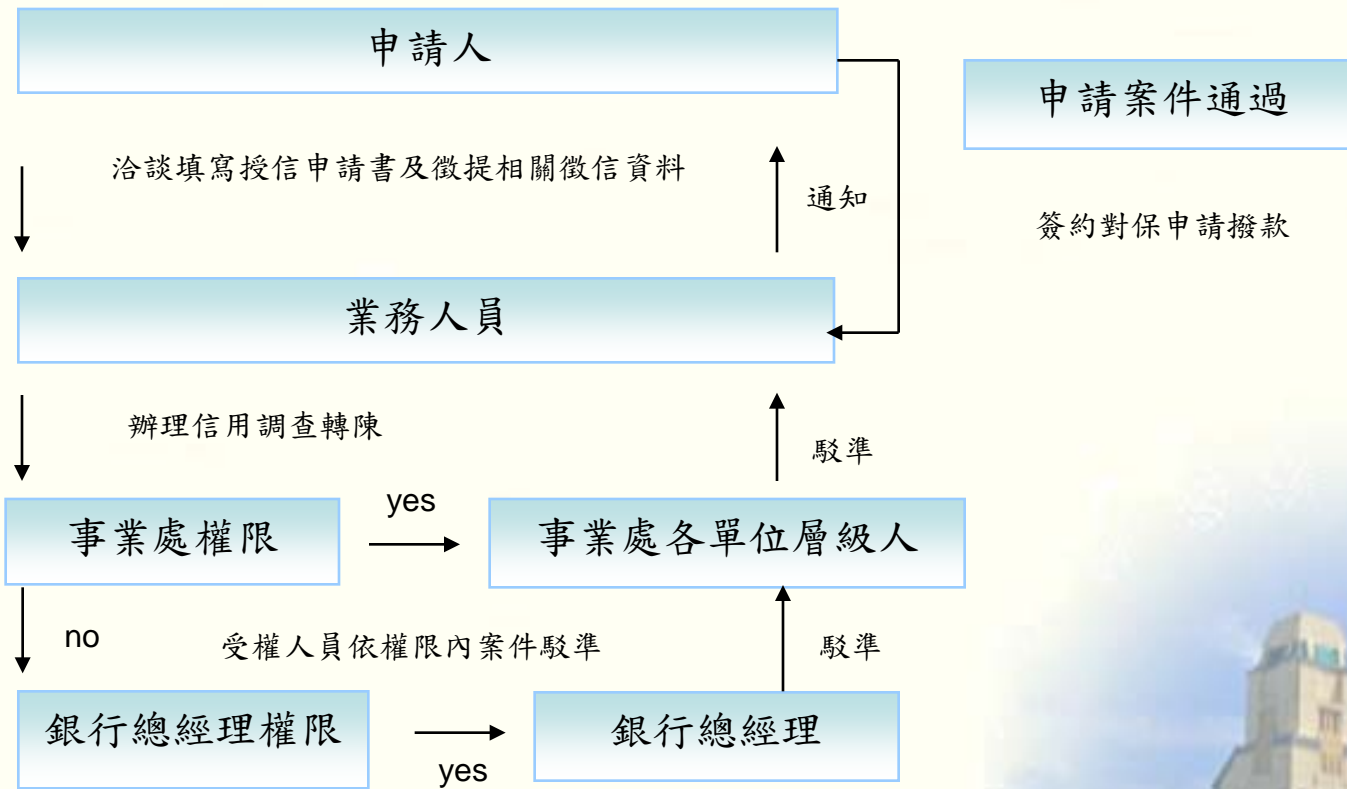 申請人
申請案件通過
洽談填寫授信申請書及徵提相關徵信資料
通知
簽約對保申請撥款
業務人員
辦理信用調查轉陳
駁準
事業處權限
yes
事業處各單位層級人
no
受權人員依權限內案件駁準
駁準
銀行總經理權限
yes
銀行總經理